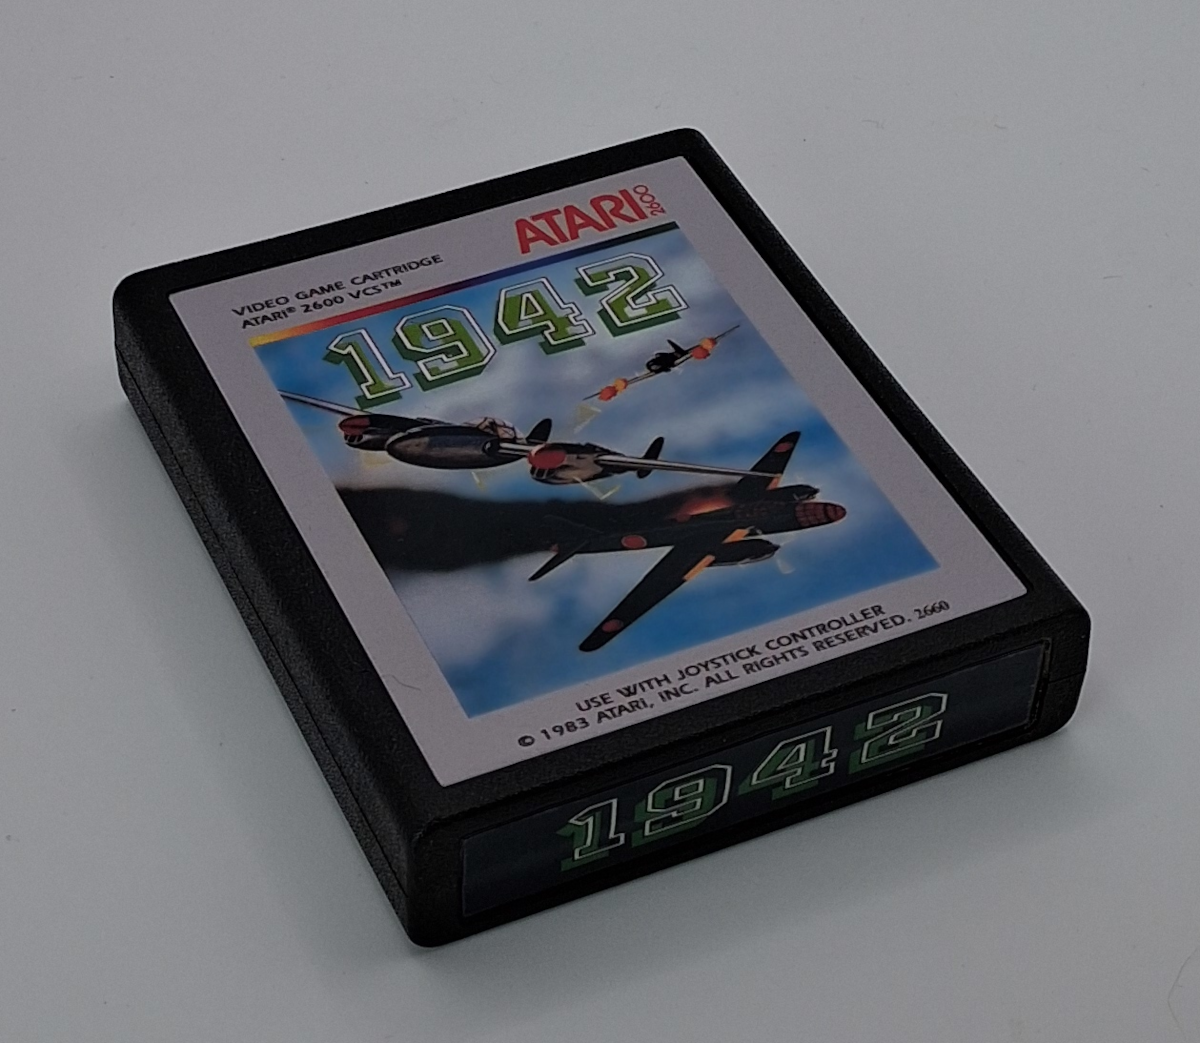 ATARI 2600
VIDEO GAME CARTRIDGE
ATARI® 2600 VCS™
1942
USE WITH JOYSTICK CONTROLLER
© 1983 ATARI, INC. ALL RIGHTS RESERVED. 2660
1942